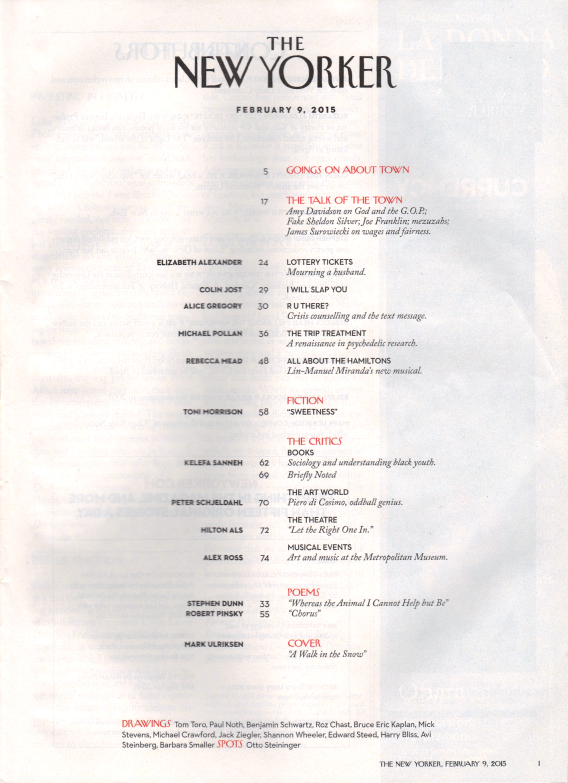 THE
NEW YORKER
FEBRUARY 9, 2015
5 GOINGS ON ABOUT TOWN
17 THE TALK OF THE TOWN
Amy Davidson on God and the G.O.P.;
Fake Sheldon Silver; Joe Franklin; mezuzahs;
James Surowiecki on wages and fairness.
ELIZABETH ALEXANDER 24 LOTTERY TICKETS
Mourning a husband.
COLIN JOST 29 I WILL SLAP YOU
ALICE GREGORY 30 R U THERE?
Crisis counselling and the text message.
MICHAEL POLLAN 36 THE TRIP TREATMENT
A renaissance in psychedelic research.
REBECCA MEAD 48 ALL ABOUT THE HAMILTONS
Lin-Manuel Miranda's new musical.
FICTION
TONI MORRISON 58 "SWEETNESS"
THE CRITICS
BOOKS
KELEFA SANNEH 62 Sociology and understanding black youth.
69 Briefly Noted
THE ART WORLD
PETER SCHJELDAHL 70 Piero di Cosimo, oddball genius.
THE THEATRE
HILTON ALS 72 "Let the Right One In."
MUSICAL EVENTS
ALEX ROSS 74 Art and music at the Metropolitan Museum.
POEMS
STEPHEN DUNN 33 "Whereas the Animal I Cannot Help but Be"
ROBERT PINSKY 55 "Chorus"
MARK ULRIKSEN COVER
"A Walk in the Snow"
DRAWINGS Tom Toro, Paul Noth, Benjamin Schwartz, Roz Chast, Bruce Eric Kaplan, Mick
Stevens, Michael Crawford, Jack Ziegler, Shannon Wheeler, Edward Steed, Harry Bliss, Avi
Steinberg, Barbara Smaller SPOTS Otto Steininger
THE NEW YORKER, FEBRUARY 9, 2015 1